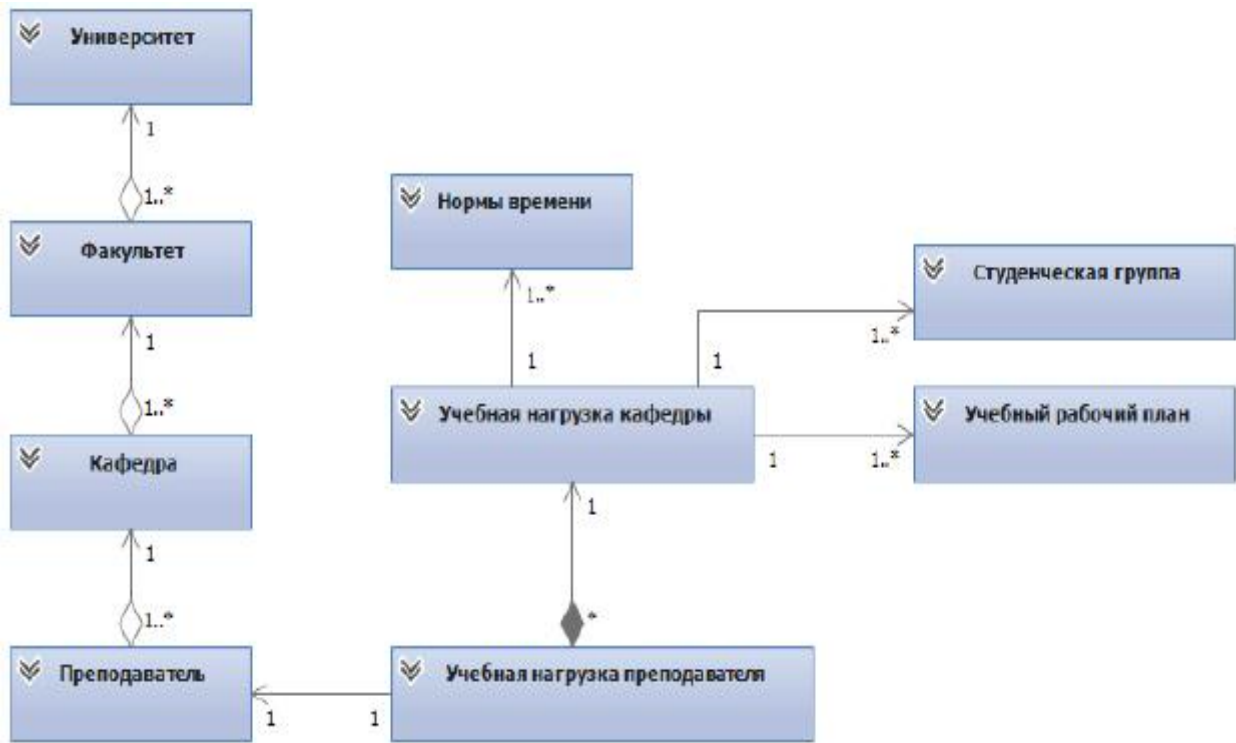 Университет
1
1..*
Факультет
1
1..*
Кафедра
1
1..*
Преподаватель
Нормы времени
1..*
1
Студенческая группа
1..*
1
Учебная нагрузка кафедры
Учебный рабочий план
1
1..*
1
*
Учебная нагрузка преподавателя
1
1